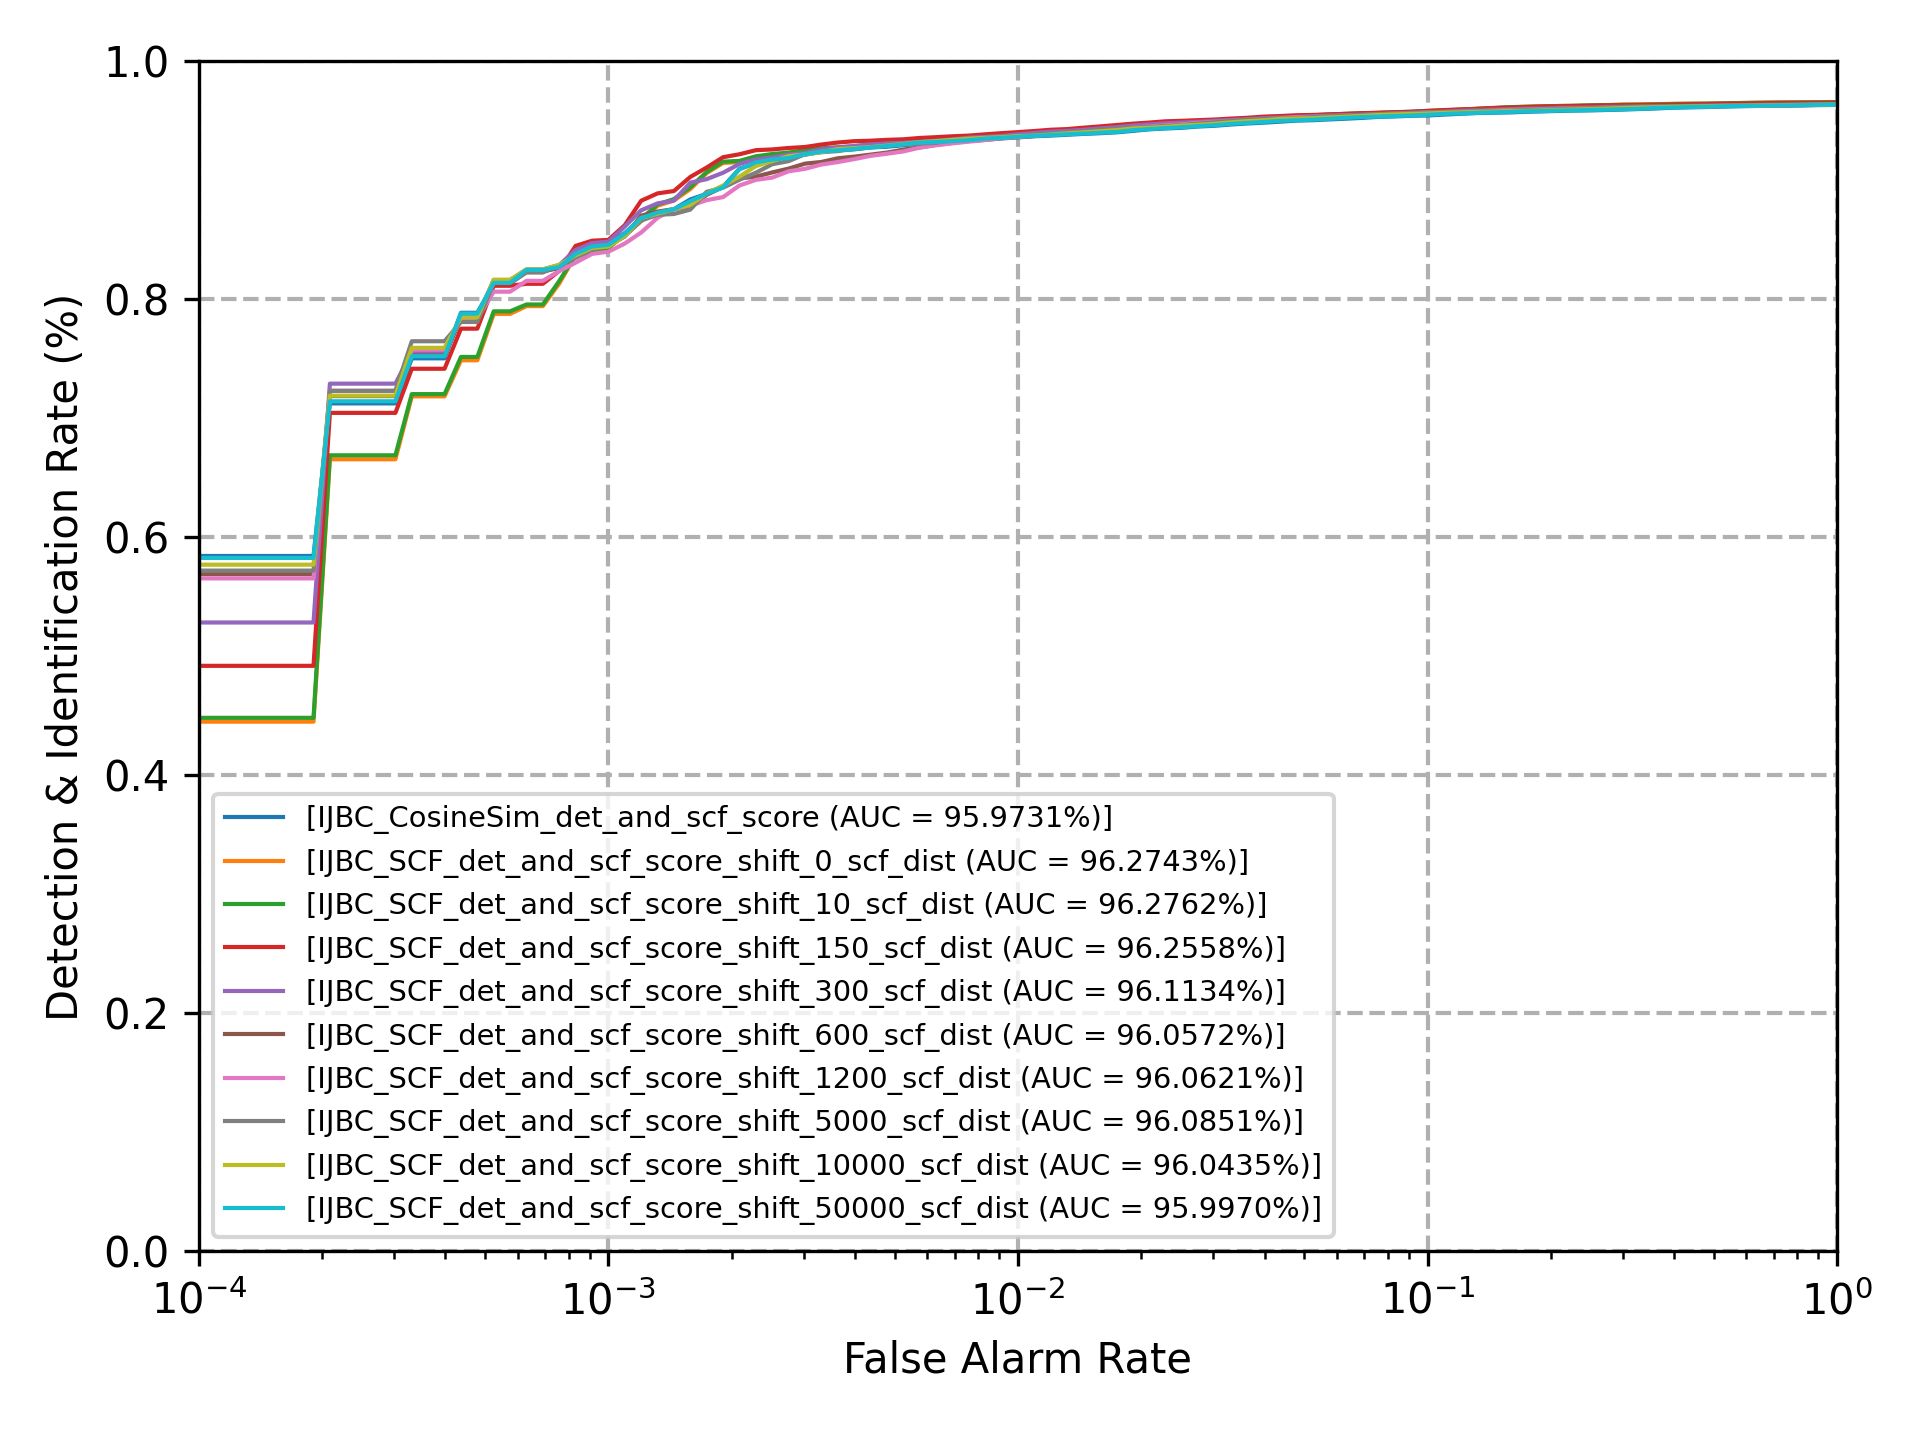 1.0
0.8
0.6
0.4
0.2
0.0
Detection & Identification Rate (%)
[IJBC_CosineSim_det_and_scf_score (AUC = 95.9731%)]
[IJBC_SCF_det_and_scf_score_shift_0_scf_dist (AUC = 96.2743%)]
[IJBC_SCF_det_and_scf_score_shift_10_scf_dist (AUC = 96.2762%)]
[IJBC_SCF_det_and_scf_score_shift_150_scf_dist (AUC = 96.2558%)]
[IJBC_SCF_det_and_scf_score_shift_300_scf_dist (AUC = 96.1134%)]
[IJBC_SCF_det_and_scf_score_shift_600_scf_dist (AUC = 96.0572%)]
[IJBC_SCF_det_and_scf_score_shift_1200_scf_dist (AUC = 96.0621%)]
[IJBC_SCF_det_and_scf_score_shift_5000_scf_dist (AUC = 96.0851%)]
[IJBC_SCF_det_and_scf_score_shift_10000_scf_dist (AUC = 96.0435%)]
[IJBC_SCF_det_and_scf_score_shift_50000_scf_dist (AUC = 95.9970%)]
10⁻⁴ 10⁻³ 10⁻² 10⁻¹ 10⁰
False Alarm Rate